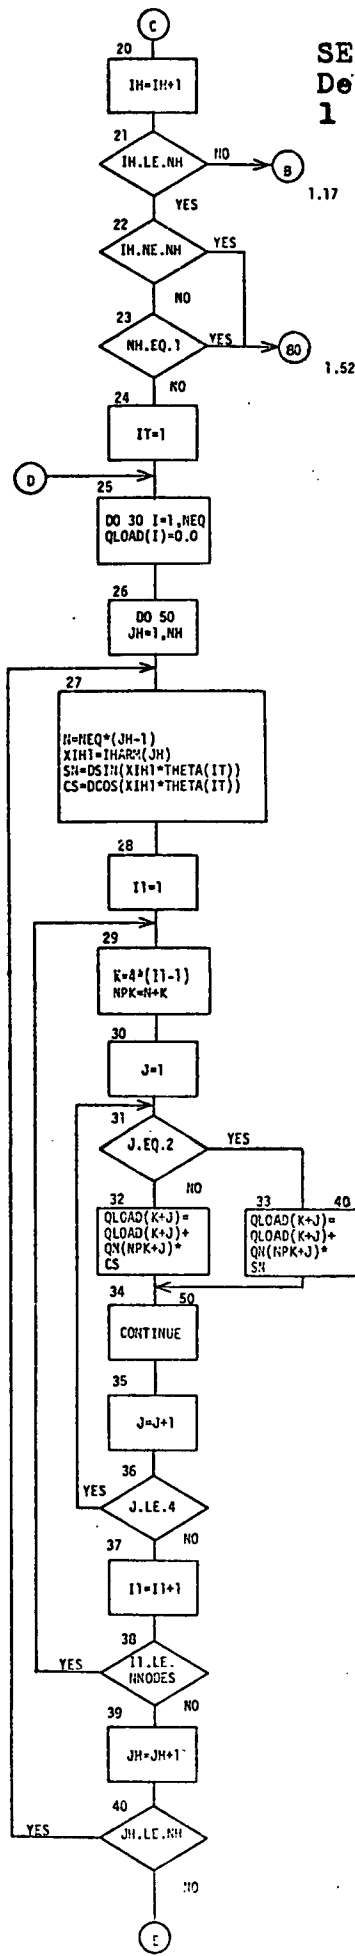 C
20
IH=IH+1
SE
De
1
21
IH.LE.NH
NO
B
1.17
YES
22
IH.NE.NH
YES
NO
23
NH.EQ.1
YES
80
1.52
NO
24
IT=1
D
25
DO 30 I=1,NEQ
QLOAD(I)=0.0
26
DO 50
JH=1,NH
27
N=NEQ*(JH-1)
XIH1=IHARM(JH)
SN=DSIN(XIH1*THETA(IT))
CS=DCOS(XIH1*THETA(IT))
28
I1=1
29
K=4*(I1-1)
NPK=N+K
30
J=1
31
J.EQ.2
YES
NO
32
QLOAD(K+J)=
QLOAD(K+J)+
QN(NPK+J)*
CS
33
40
QLOAD(K+J)=
QLOAD(K+J)+
QN(NPK+J)*
SN
34
50
CONTINUE
35
J=J+1
36
YES
J.LE.4
NO
37
I1=I1+1
38
YES
I1.LE.
NNODES
NO
39
JH=JH+1
40
YES
JH.LE.NH
NO
E